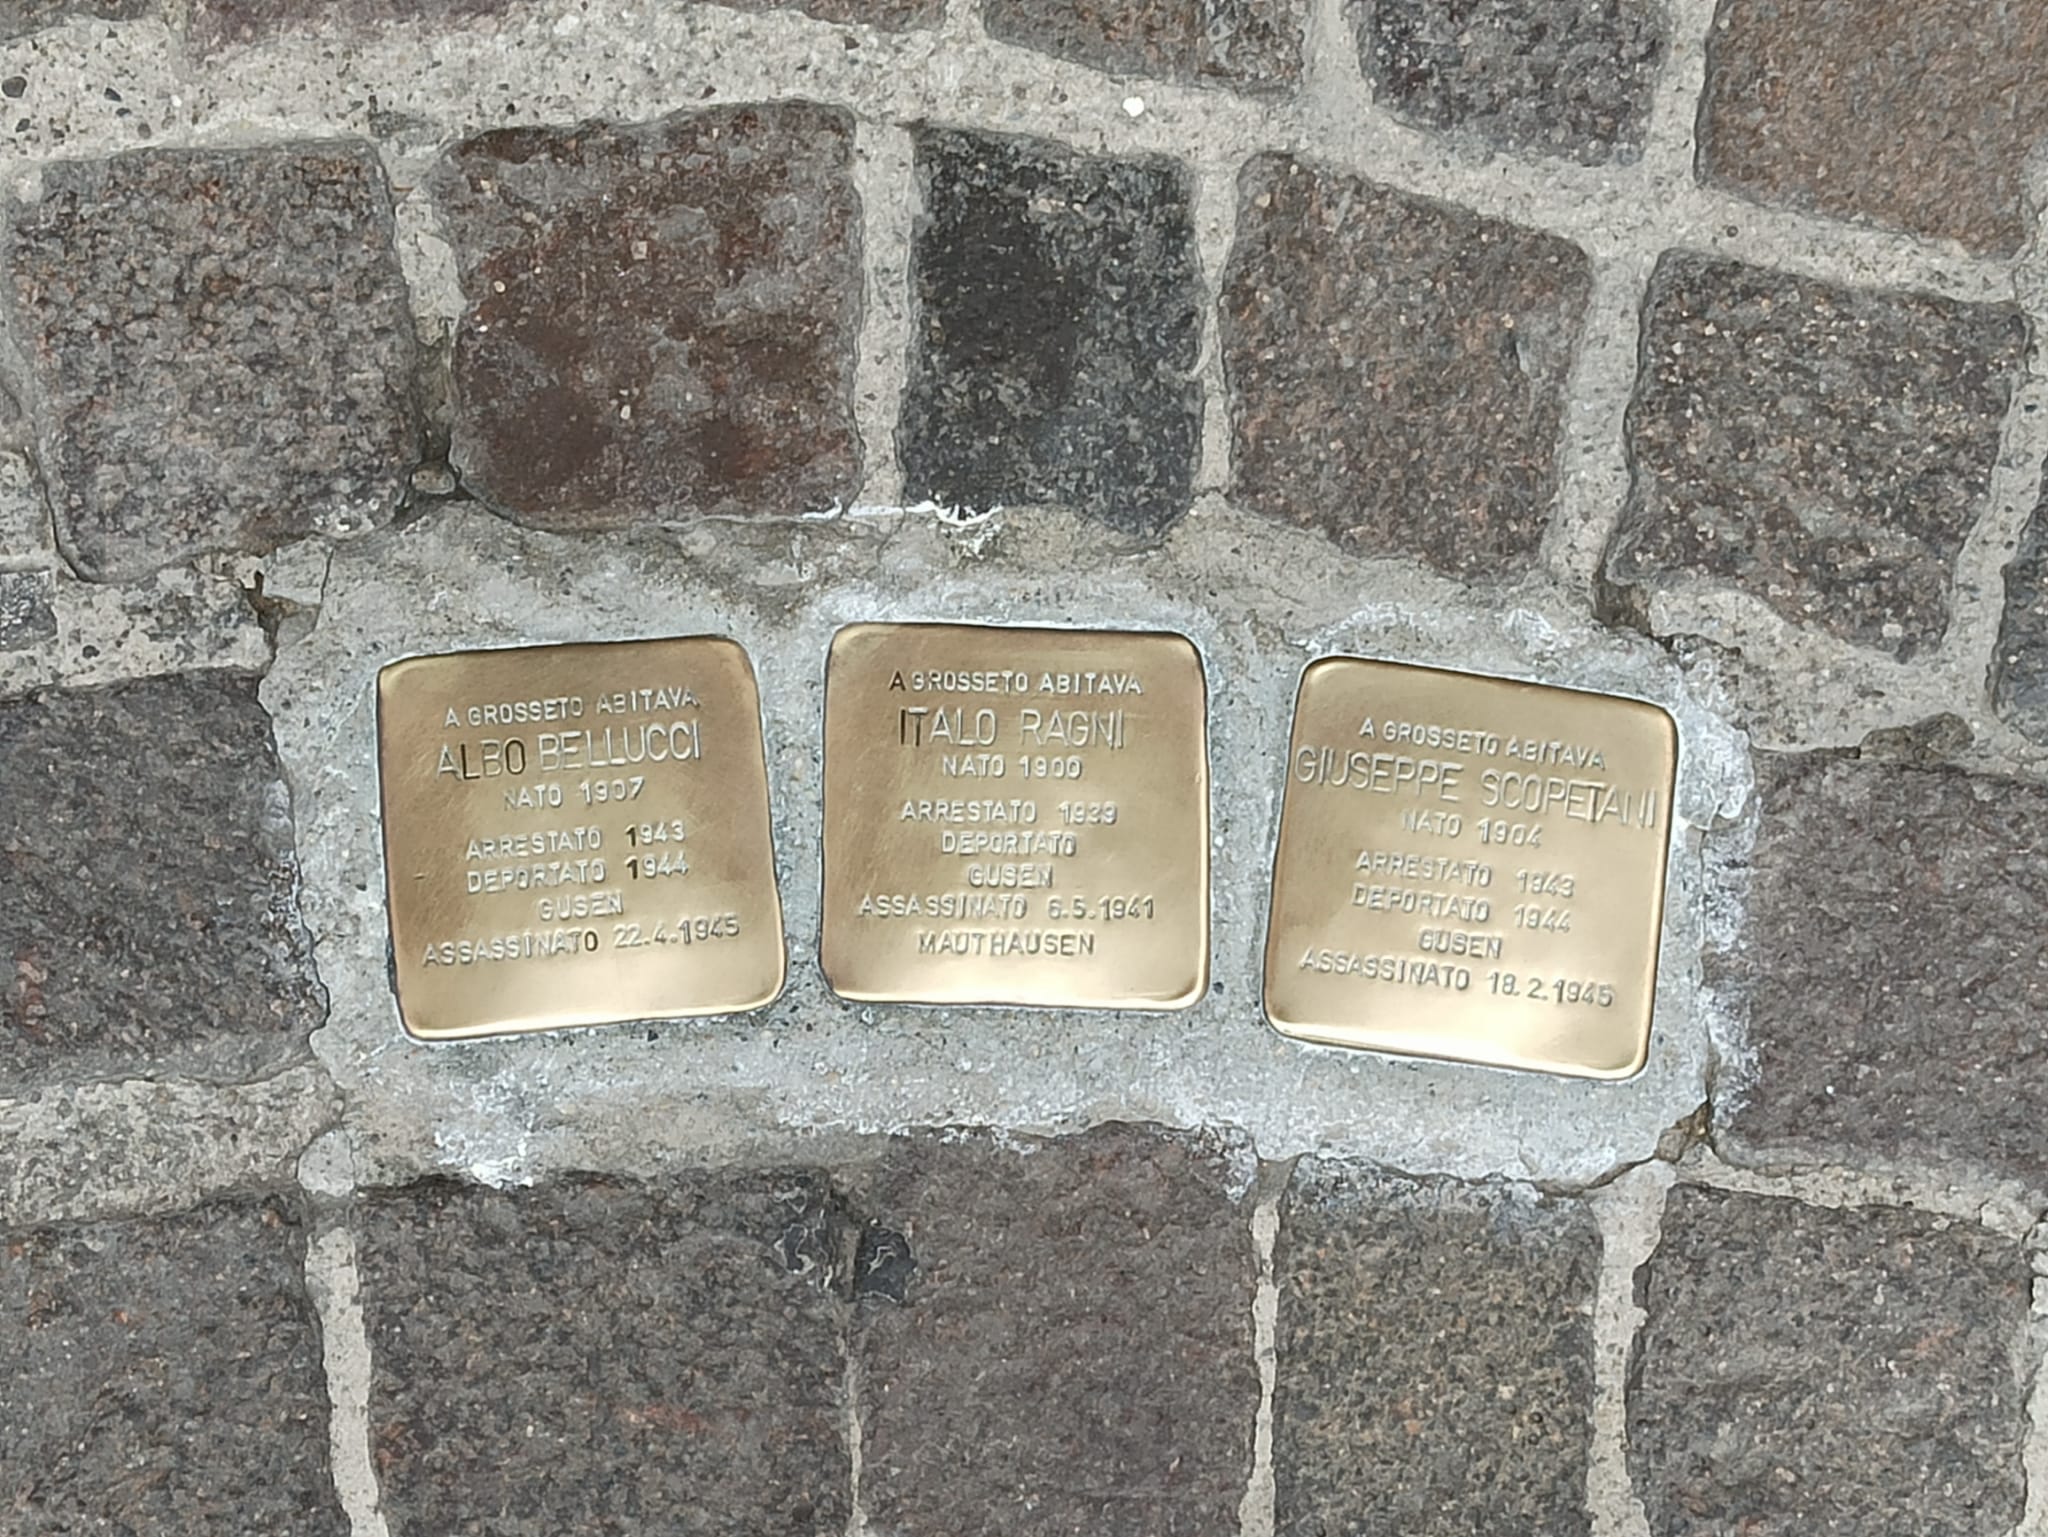 A GROSSETO ABITAVA
ALBO BELLUCCI
NATO 1907
ARRESTATO 1943
DEPORTATO 1944
GUSEN
ASSASSINATO 22.4.1945
A GROSSETO ABITAVA
ITALO RAGNI
NATO 1900
ARRESTATO 1939
DEPORTATO
GUSEN
ASSASSINATO 6.5.1941
MAUTHAUSEN
A GROSSETO ABITAVA
GIUSEPPE SCOPETANI
NATO 1904
ARRESTATO 1943
DEPORTATO 1944
GUSEN
ASSASSINATO 18.2.1945